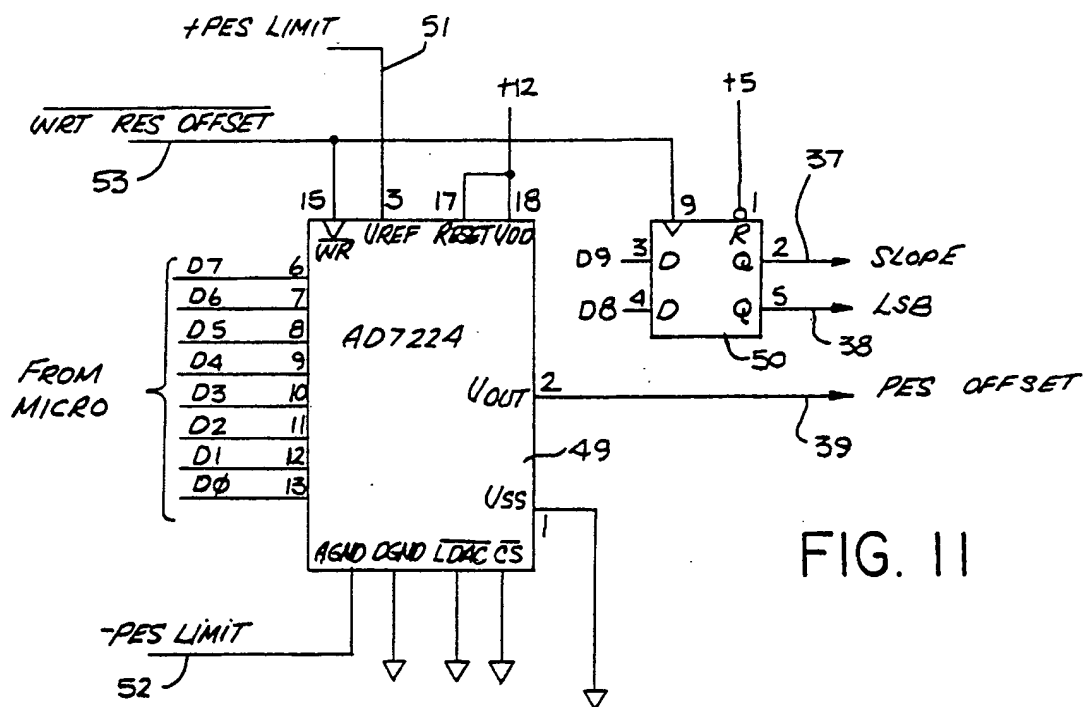 +PES LIMIT
51
+12
+5
WRT RES OFFSET
53
37
15 3 17 18
9 1
WR VREF RESET VDD
R
D9 3 D Q 2 SLOPE
D8 4 D Q 5 LSB
50 38
FROM
MICRO
D7 6
D6 7
D5 8
D4 9
D3 10
D2 11
D1 12
DØ 13
AD7224
VOUT 2 PES OFFSET
39
49
VSS
1
AGND DGND LDAC CS
-PES LIMIT
52
FIG. 11